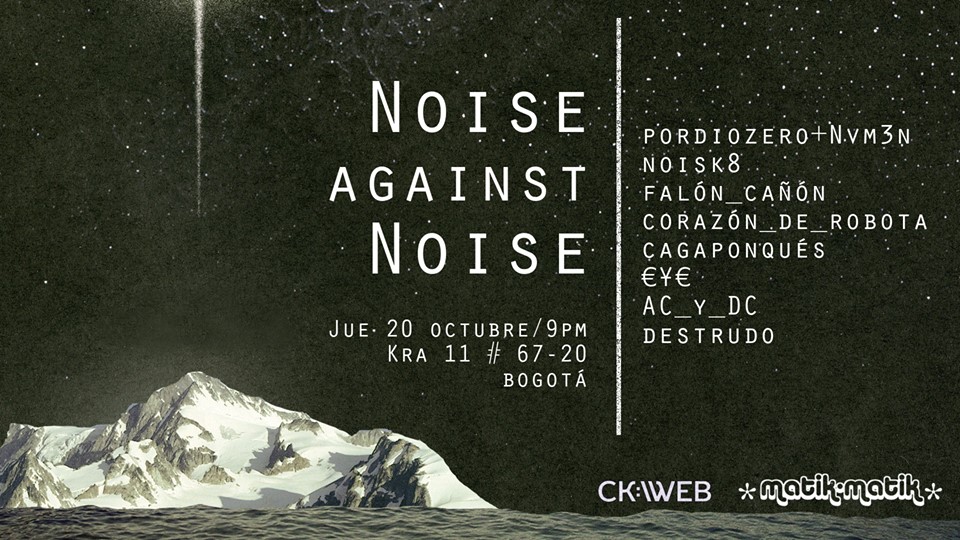 Noise
against
Noise
Jue. 20 octubre/9pm
Kra 11 # 67-20
bogotá
pordiozero+Nvm3n
noisk8
falón_cañón
corazón_de_robota
cagaponqués
€¥€
AC_y_DC
destrudo
CK:\WEB
*matik-matik*